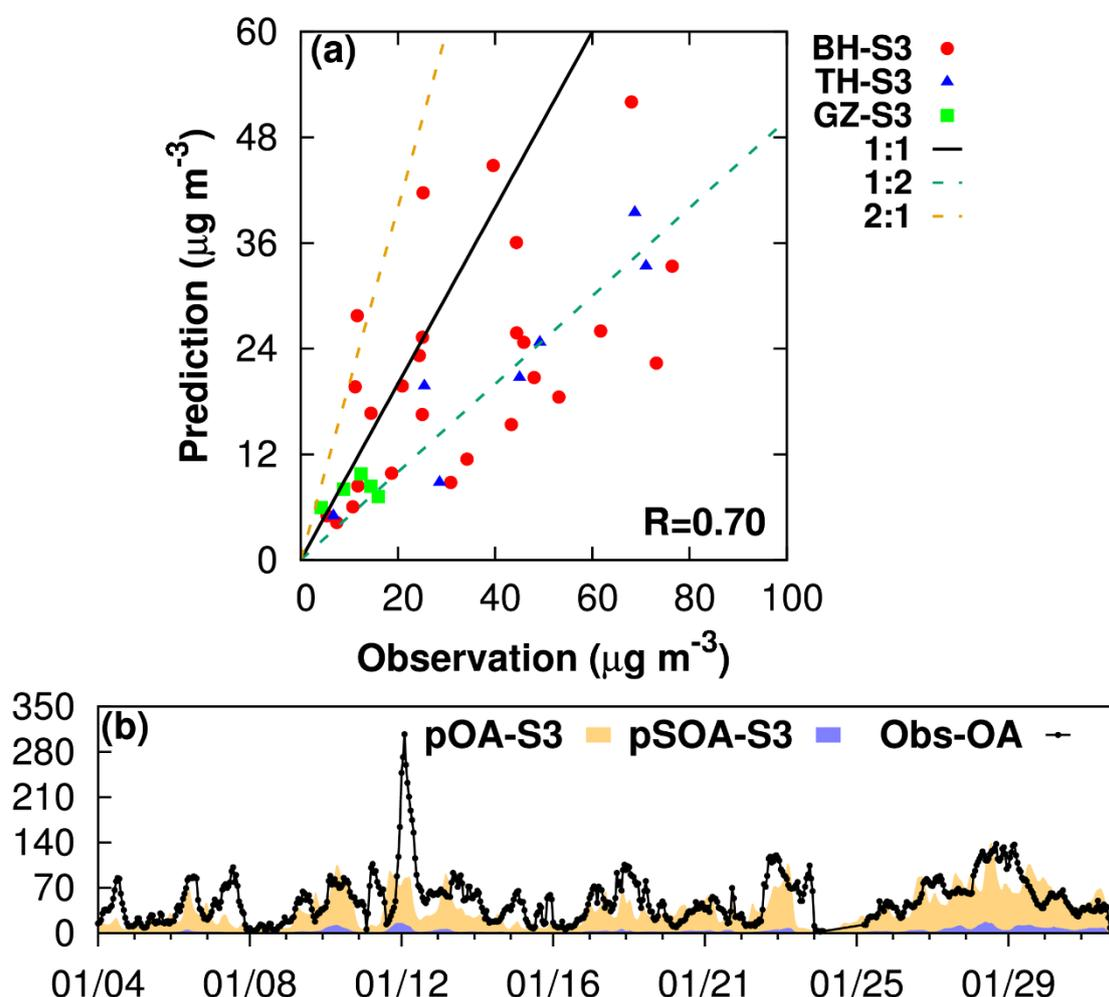 (a)
BH-S3
TH-S3
GZ-S3
1:1
1:2
2:1
60
48
36
24
12
0
Prediction (μg m-3)
R=0.70
0 20 40 60 80 100
Observation (μg m-3)
(b)
pOA-S3 pSOA-S3 Obs-OA
350
280
210
140
70
0
01/04 01/08 01/12 01/16 01/21 01/25 01/29